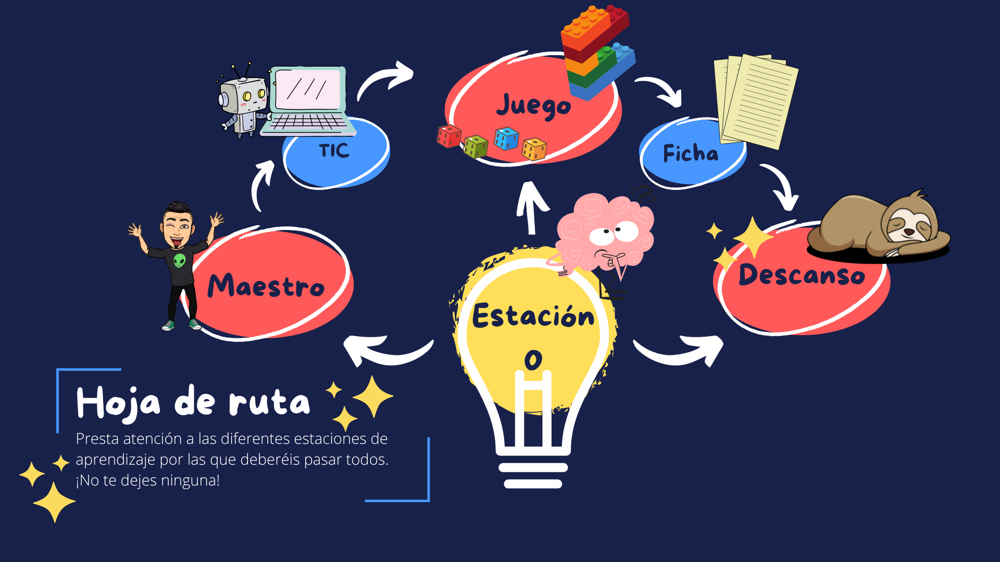 Juego
TIC
Ficha
Maestro
Descanso
Estación
0
Hoja de ruta
Presta atención a las diferentes estaciones de
aprendizaje por las que deberéis pasar todos.
¡No te dejes ninguna!